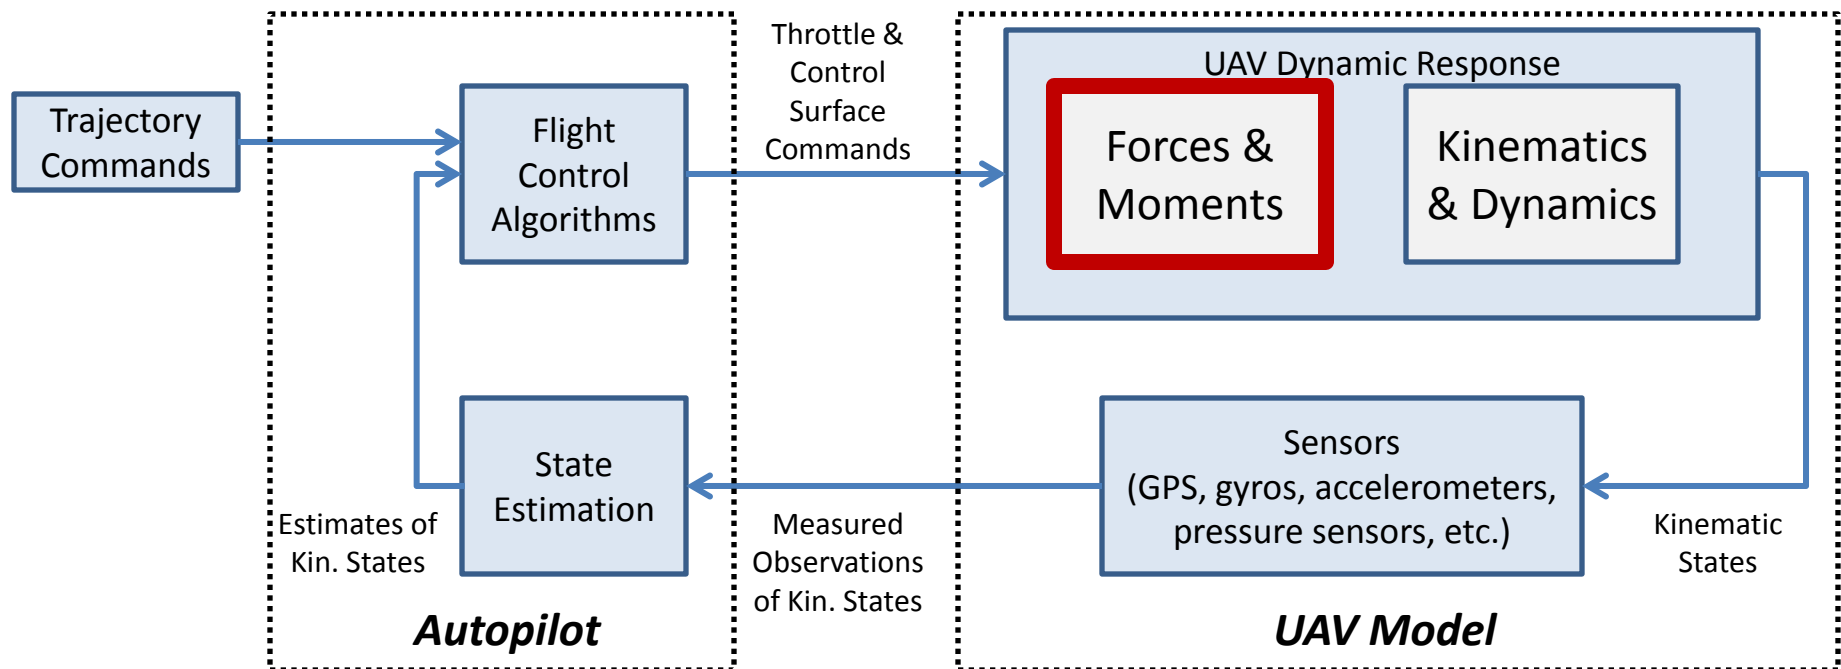 Trajectory
Commands
Flight
Control
Algorithms
Throttle &
Control
Surface
Commands
UAV Dynamic Response
Forces &
Moments
Kinematics
& Dynamics
State
Estimation
Estimates of
Kin. States
Measured
Observations
of Kin. States
Sensors
(GPS, gyros, accelerometers,
pressure sensors, etc.)
Kinematic
States
Autopilot
UAV Model